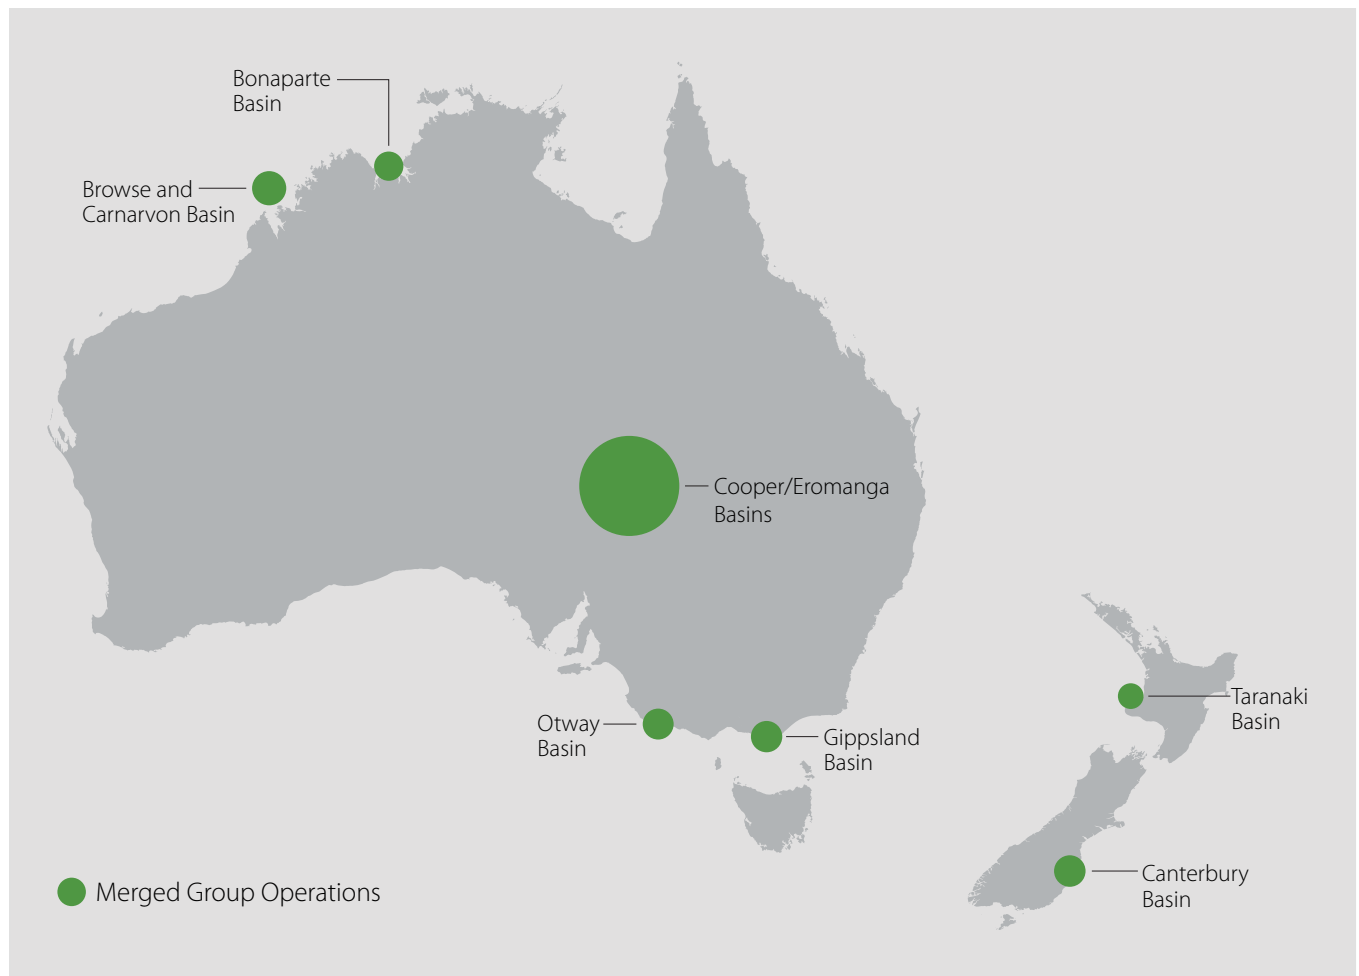 Bonaparte
Basin
Browse and
Carnarvon Basin
Cooper/Eromanga
Basins
Otway
Basin
Gippsland
Basin
Taranaki
Basin
Canterbury
Basin
Merged Group Operations